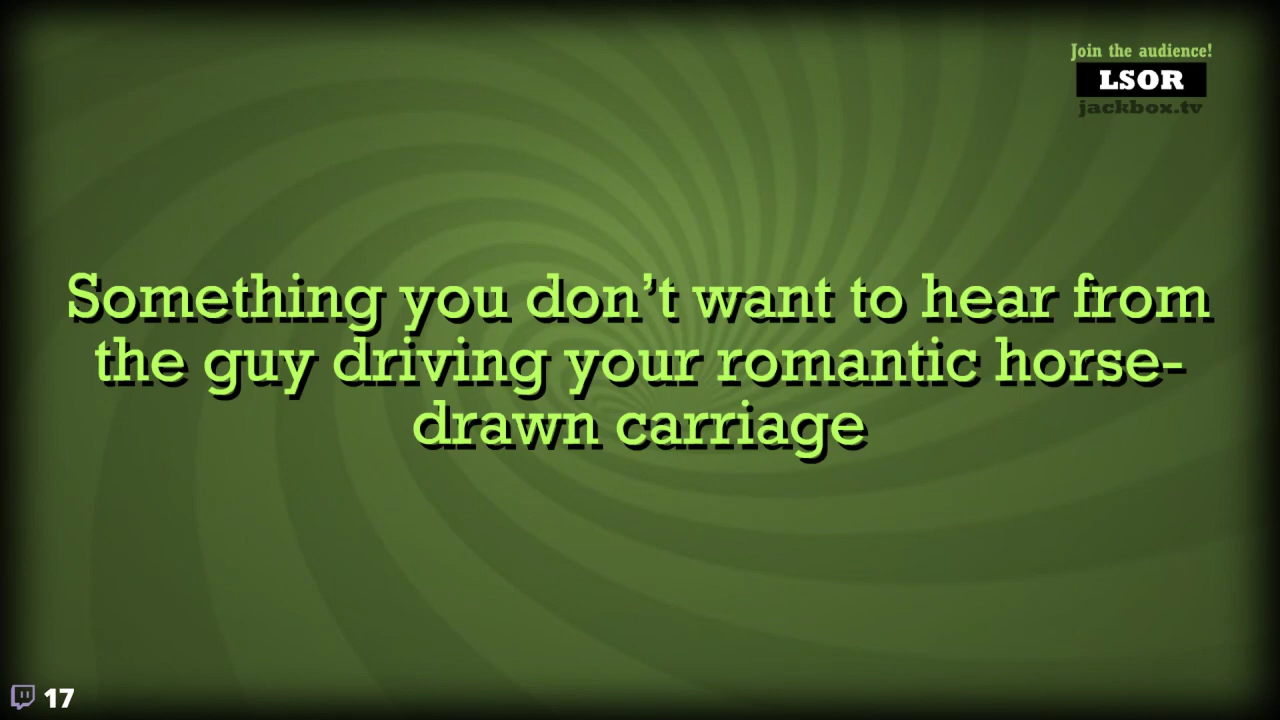 Join the audience!
LSOR
jackbox.tv
Something you don't want to hear from
the guy driving your romantic horse-
drawn carriage
17